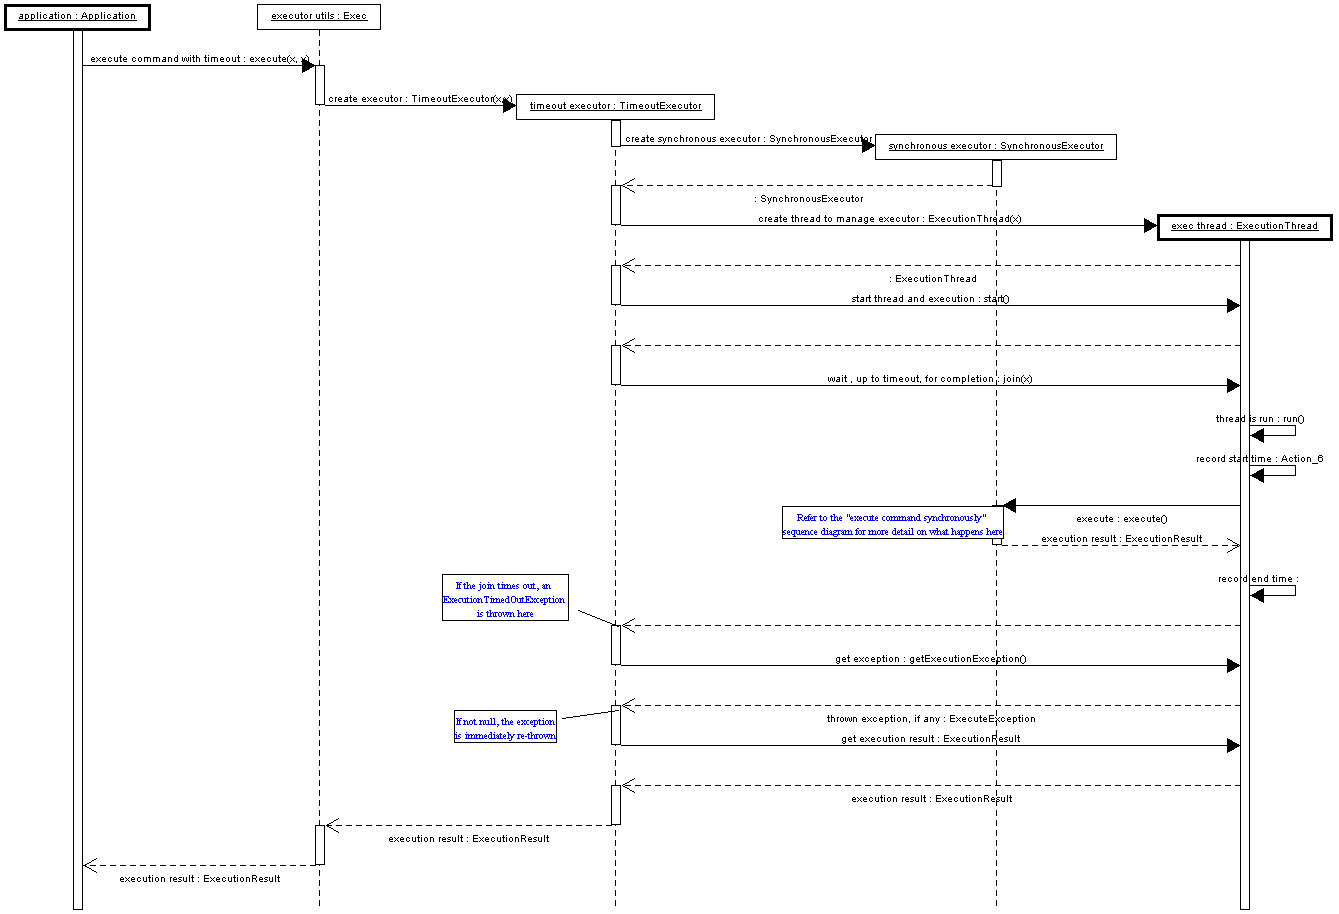 application : Application
executor utils : Exec
execute command with timeout : execute(x, x)
create executor : TimeoutExecutor(x,x)
timeout executor : TimeoutExecutor
create synchronous executor : SynchronousExecutor
synchronous executor : SynchronousExecutor
: SynchronousExecutor
create thread to manage executor : ExecutionThread(x)
exec thread : ExecutionThread
: ExecutionThread
start thread and execution : start()
wait , up to timeout, for completion : join(x)
thread is run : run()
record start time : Action_6
Refer to the "execute command synchronously"
sequence diagram for more detail on what happens here
execute : execute()
execution result : ExecutionResult
record end time :
If the join times out, an
ExecutionTimedOutException
is thrown here
get exception : getExecutionException()
If not null, the exception
is immediately re-thrown
thrown exception, if any : ExecuteException
get execution result : ExecutionResult
execution result : ExecutionResult
execution result : ExecutionResult
execution result : ExecutionResult